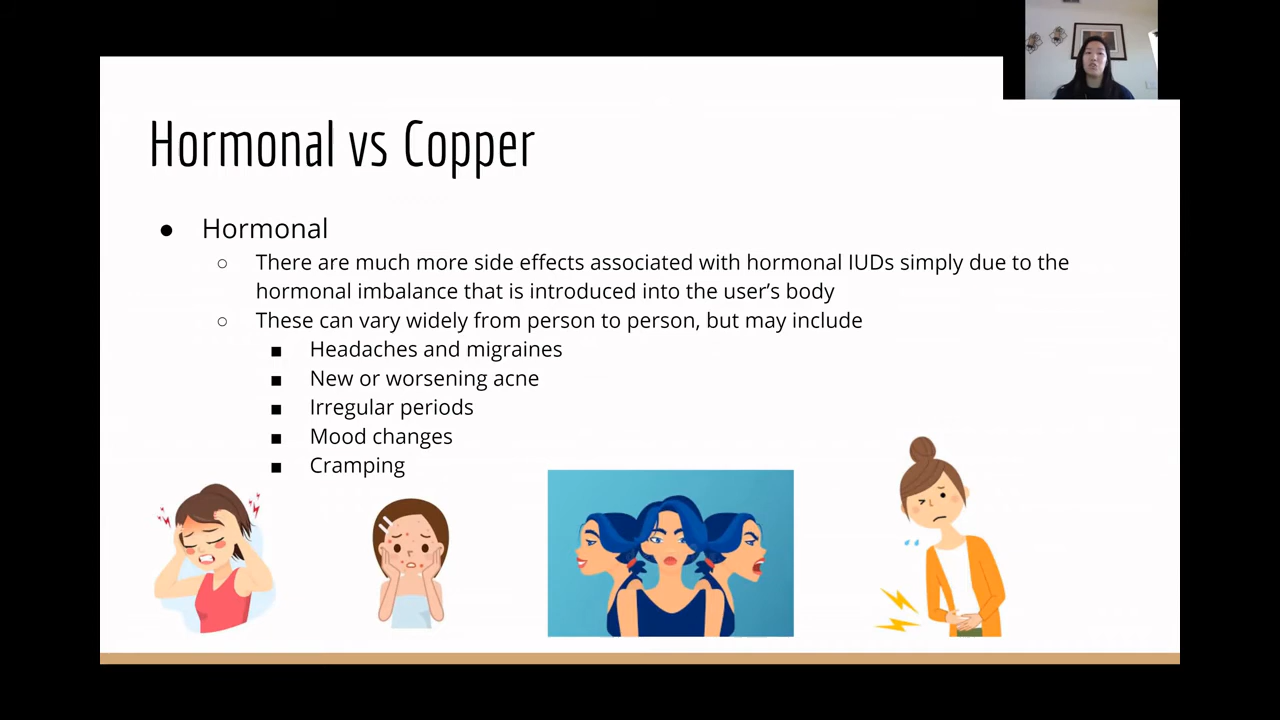 Hormonal vs Copper
● Hormonal
○ There are much more side effects associated with hormonal IUDs simply due to the
hormonal imbalance that is introduced into the user’s body
○ These can vary widely from person to person, but may include
■ Headaches and migraines
■ New or worsening acne
■ Irregular periods
■ Mood changes
■ Cramping